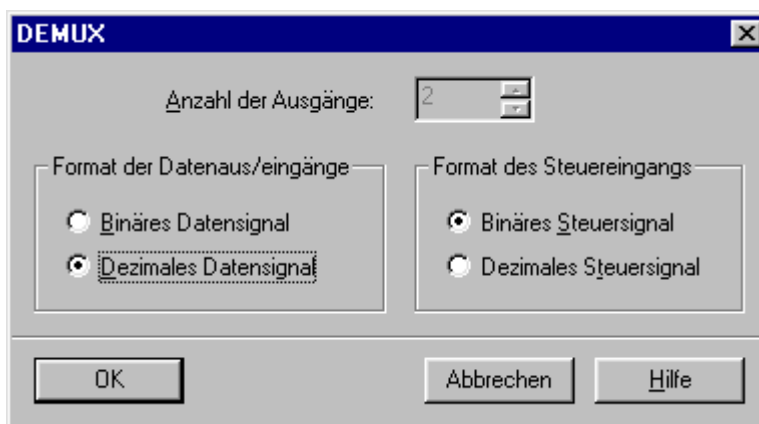 DEMUX
Anzahl der Ausgänge: 2
Format der Datenaus/eingänge
Binäres Datensignal
Dezimales Datensignal
Format des Steuereingangs
Binäres Steuersignal
Dezimales Steuersignal
OK
Abbrechen
Hilfe